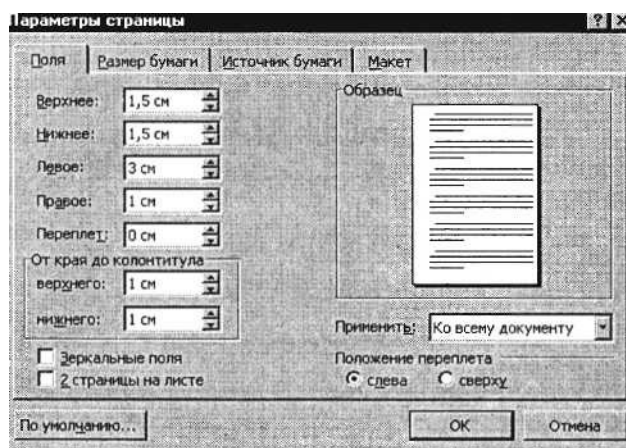 Параметры страницы
Поля Размер бумаги Источник бумаги Макет
Верхнее: 1,5 см
Нижнее: 1,5 см
Левое: 3 см
Правое: 1 см
Переплет: 0 см
От края до колонтитула
верхнего: 1 см
нижнего: 1 см
Зеркальные поля
2 страницы на листе
Образец
Применить: Ко всему документу
Положение переплета
слева сверху
По умолчанию... ОК Отмена